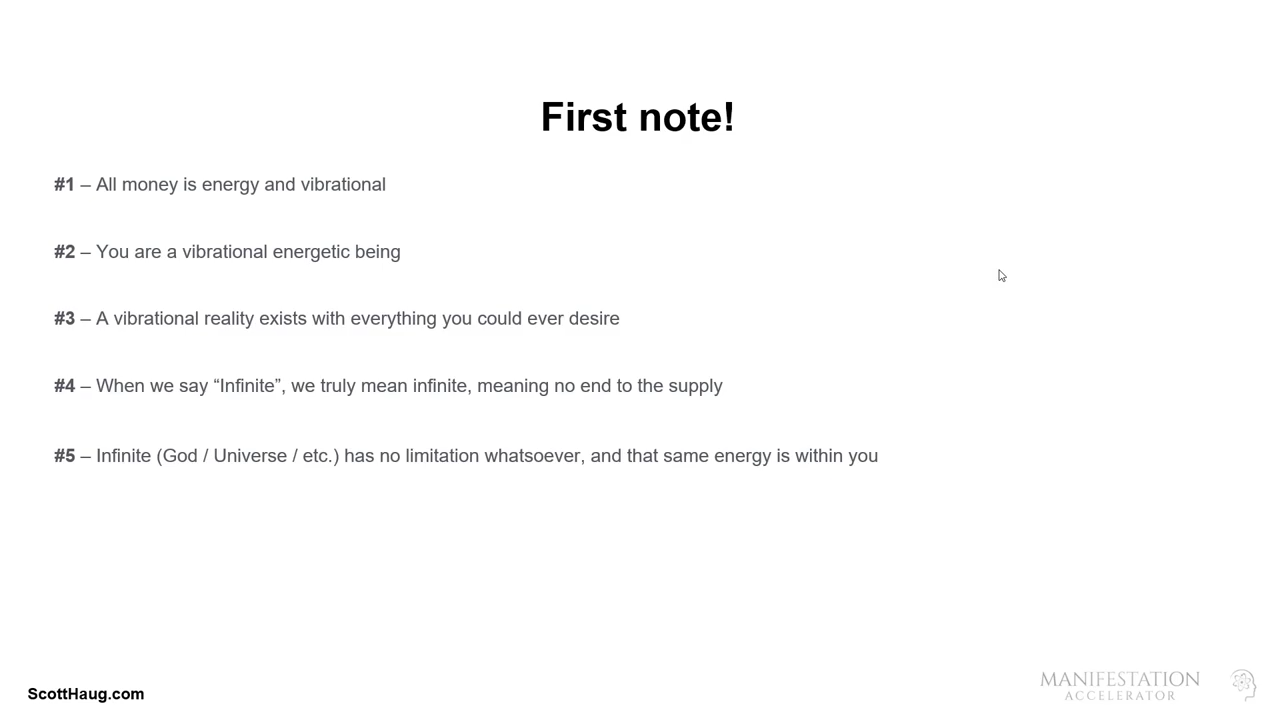 First note!
#1 – All money is energy and vibrational
#2 – You are a vibrational energetic being
#3 – A vibrational reality exists with everything you could ever desire
#4 – When we say “Infinite”, we truly mean infinite, meaning no end to the supply
#5 – Infinite (God / Universe / etc.) has no limitation whatsoever, and that same energy is within you
ScottHaug.com
MANIFESTATION
ACCELERATOR